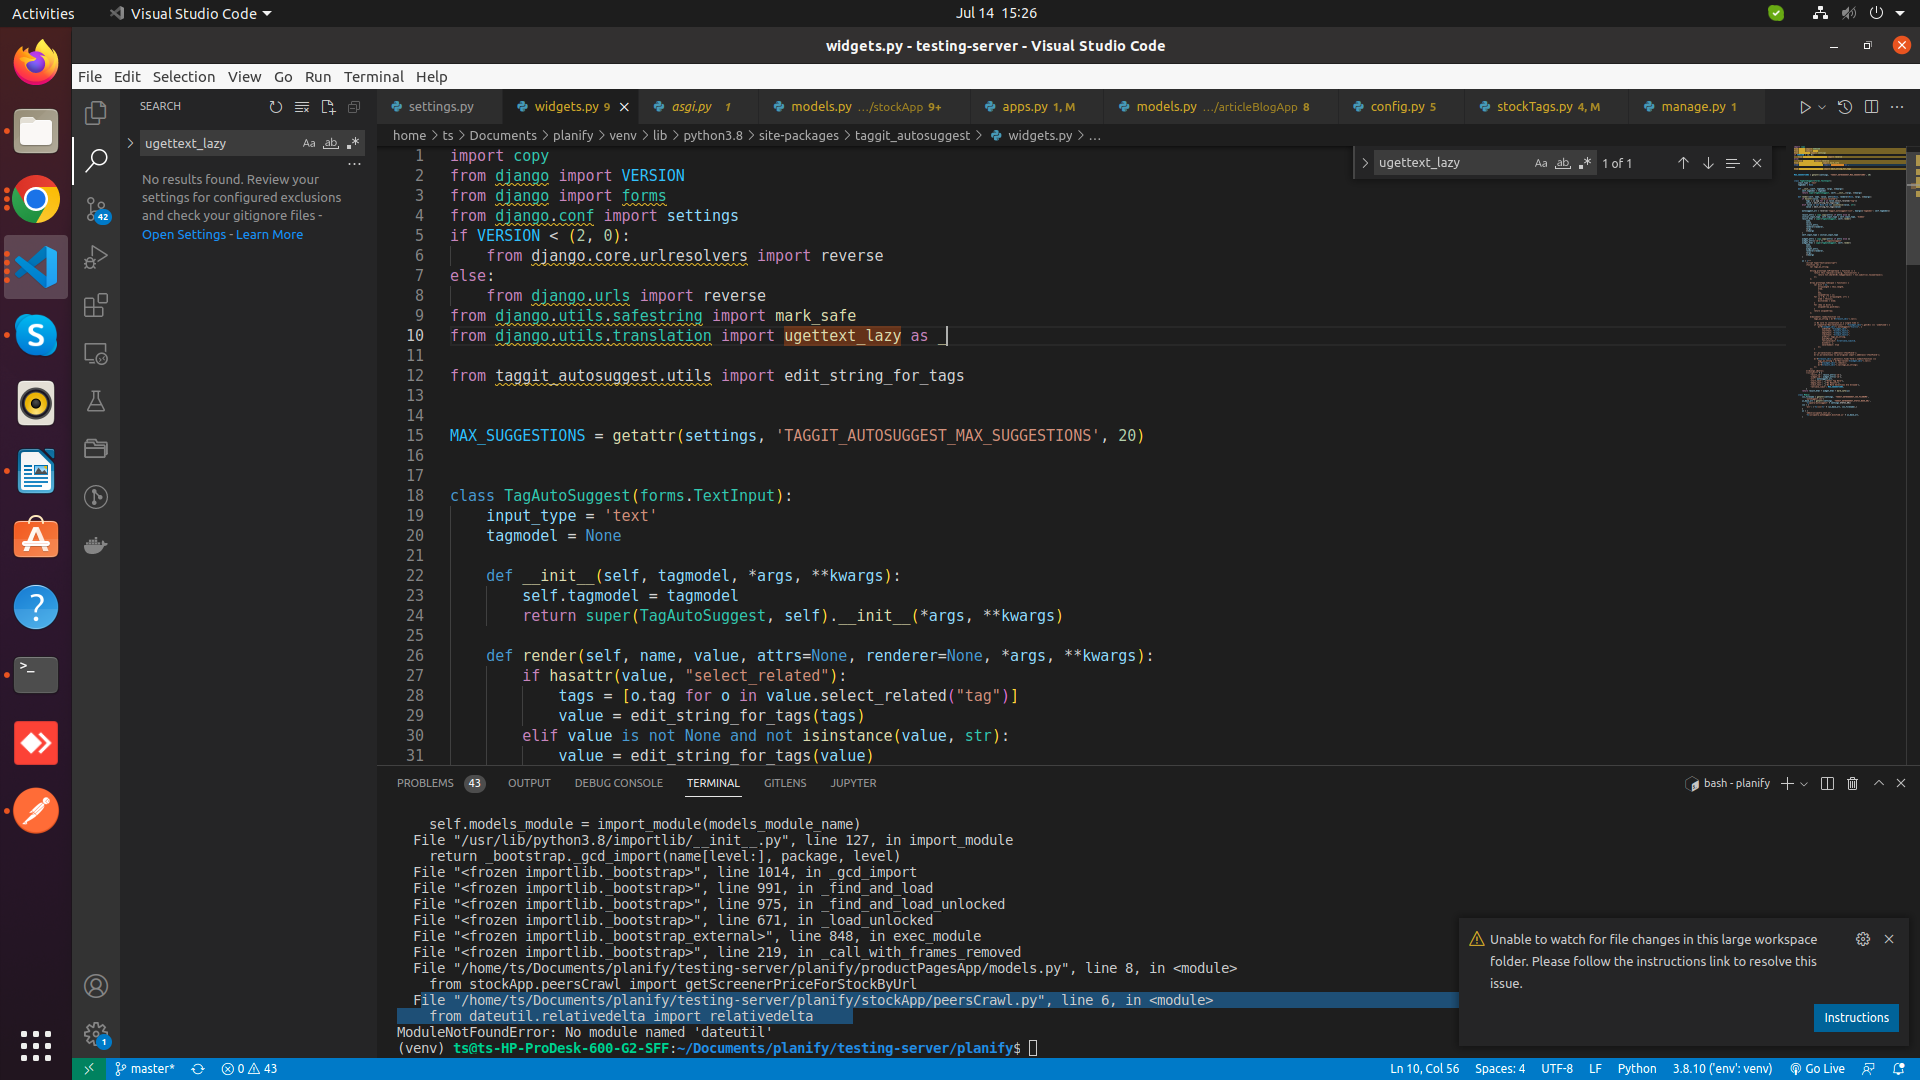 Activities
Visual Studio Code
Jul 14 15:26
widgets.py - testing-server - Visual Studio Code
File Edit Selection View Go Run Terminal Help
SEARCH
settings.py
widgets.py 9
asgi.py 1
models.py .../stockApp 9+
apps.py 1, M
models.py .../articleBlogApp 8
config.py 5
stockTags.py 4, M
manage.py 1
ugettext_lazy
Aa ab
No results found. Review your
settings for configured exclusions
and check your gitignore files -
Open Settings - Learn More
42
home > ts > Documents > planify > venv > lib > python3.8 > site-packages > taggit_autosuggest > widgets.py > ...
ugettext_lazy
Aa ab
1 of 1
1 import copy
2 from django import VERSION
3 from django import forms
4 from django.conf import settings
5 if VERSION < (2, 0):
6 from django.core.urlresolvers import reverse
7 else:
8 from django.urls import reverse
9 from django.utils.safestring import mark_safe
10 from django.utils.translation import ugettext_lazy as _
11
12 from taggit_autosuggest.utils import edit_string_for_tags
13
14
15 MAX_SUGGESTIONS = getattr(settings, 'TAGGIT_AUTOSUGGEST_MAX_SUGGESTIONS', 20)
16
17
18 class TagAutoSuggest(forms.TextInput):
19 input_type = 'text'
20 tagmodel = None
21
22 def __init__(self, tagmodel, *args, **kwargs):
23 self.tagmodel = tagmodel
24 return super(TagAutoSuggest, self).__init__(*args, **kwargs)
25
26 def render(self, name, value, attrs=None, renderer=None, *args, **kwargs):
27 if hasattr(value, "select_related"):
28 tags = [o.tag for o in value.select_related("tag")]
29 value = edit_string_for_tags(tags)
30 elif value is not None and not isinstance(value, str):
31 value = edit_string_for_tags(value)
PROBLEMS 43 OUTPUT DEBUG CONSOLE TERMINAL GITLENS JUPYTER
bash - planify
self.models_module = import_module(models_module_name)
File "/usr/lib/python3.8/importlib/__init__.py", line 127, in import_module
return _bootstrap._gcd_import(name[level:], package, level)
File "<frozen importlib._bootstrap>", line 1014, in _gcd_import
File "<frozen importlib._bootstrap>", line 991, in _find_and_load
File "<frozen importlib._bootstrap>", line 975, in _find_and_load_unlocked
File "<frozen importlib._bootstrap>", line 671, in _load_unlocked
File "<frozen importlib._bootstrap_external>", line 848, in exec_module
File "<frozen importlib._bootstrap>", line 219, in _call_with_frames_removed
File "/home/ts/Documents/planify/testing-server/planify/productPagesApp/models.py", line 8, in <module>
from stockApp.peersCrawl import getScreenerPriceForStockByUrl
File "/home/ts/Documents/planify/testing-server/planify/stockApp/peersCrawl.py", line 6, in <module>
from dateutil.relativedelta import relativedelta
ModuleNotFoundError: No module named 'dateutil'
(venv) ts@ts-HP-ProDesk-600-G2-SFF:~/Documents/planify/testing-server/planify$
Unable to watch for file changes in this large workspace
folder. Please follow the instructions link to resolve this
issue.
Instructions
1
master*
0 43
Ln 10, Col 56
Spaces: 4
UTF-8
LF
Python
3.8.10 ('env': venv)
Go Live